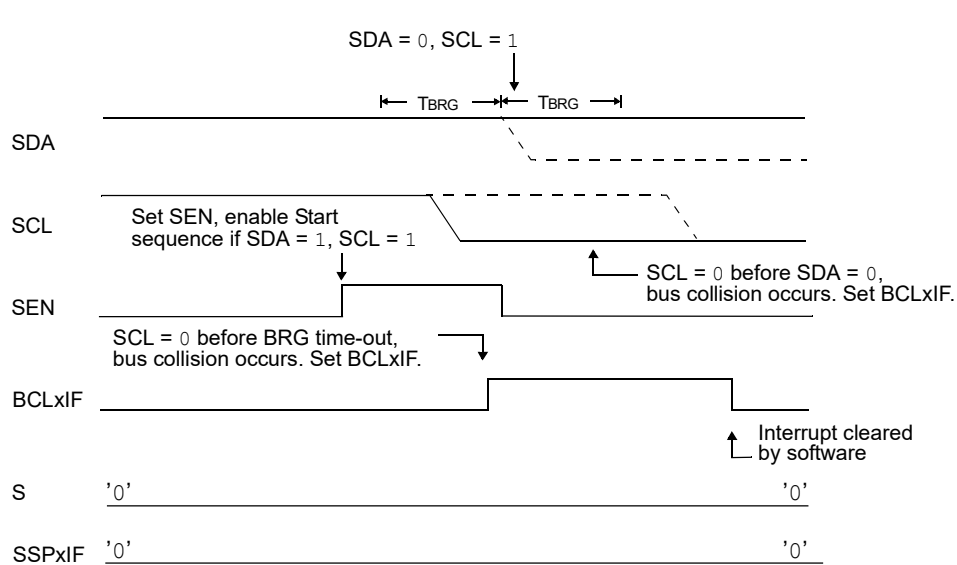 SDA = 0, SCL = 1
TBRG TBRG
SDA
SCL
Set SEN, enable Start
sequence if SDA = 1, SCL = 1
SCL = 0 before SDA = 0,
bus collision occurs. Set BCLxIF.
SEN
SCL = 0 before BRG time-out,
bus collision occurs. Set BCLxIF.
BCLxIF
Interrupt cleared
by software
S '0' '0'
SSPxIF '0' '0'